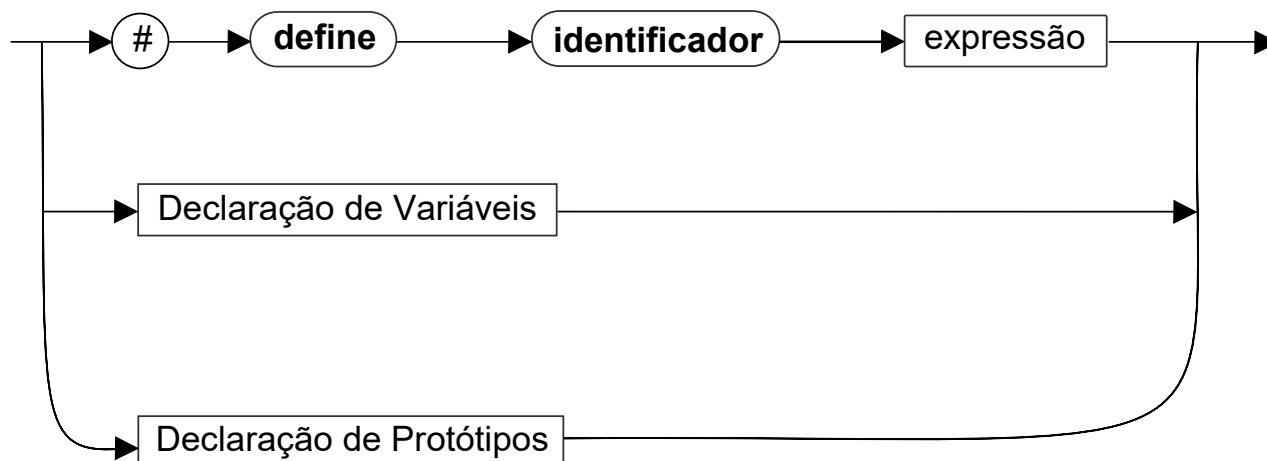 # define identificador expressão
Declaração de Variáveis
Declaração de Protótipos